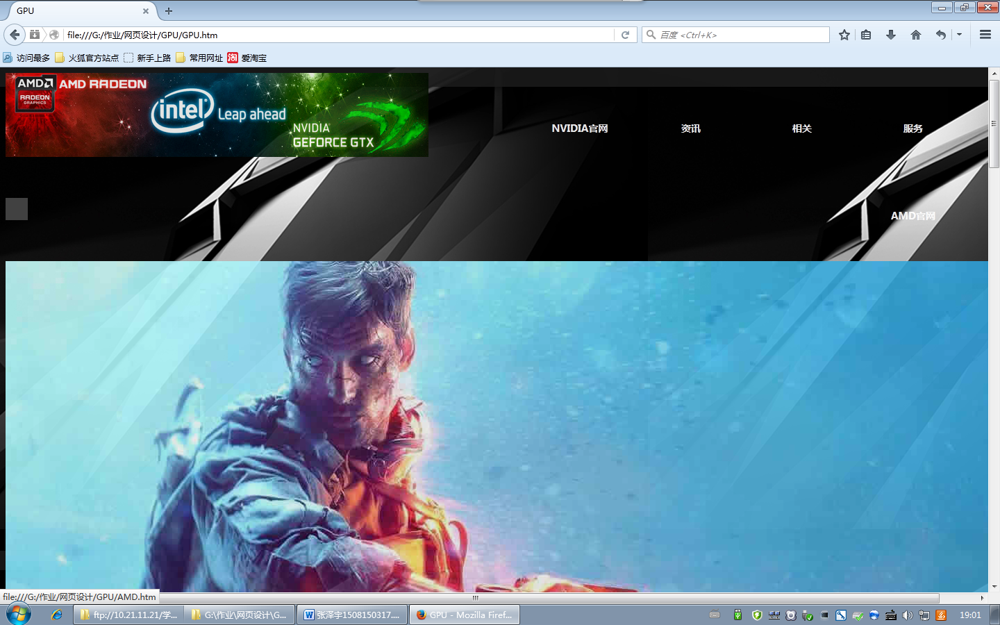 GPU
file:///G:/作业/网页设计/GPU/GPU.htm
百度 <Ctrl+K>
访问最多 火狐官方站点 新手上路 常用网址 淘 爱淘宝
AMD
RADEON
GRAPHICS
AMD RADEON
intel
Leap ahead
NVIDIA
GEFORCE GTX
NVIDIA官网 资讯 相关 服务
AMD官网
file:///G:/作业/网页设计/GPU/AMD.htm
ftp://10.21.11.21/学... G:\作业\网页设计\G... 张泽宇1508150317.... GPU - Mozilla Firef... 19:01